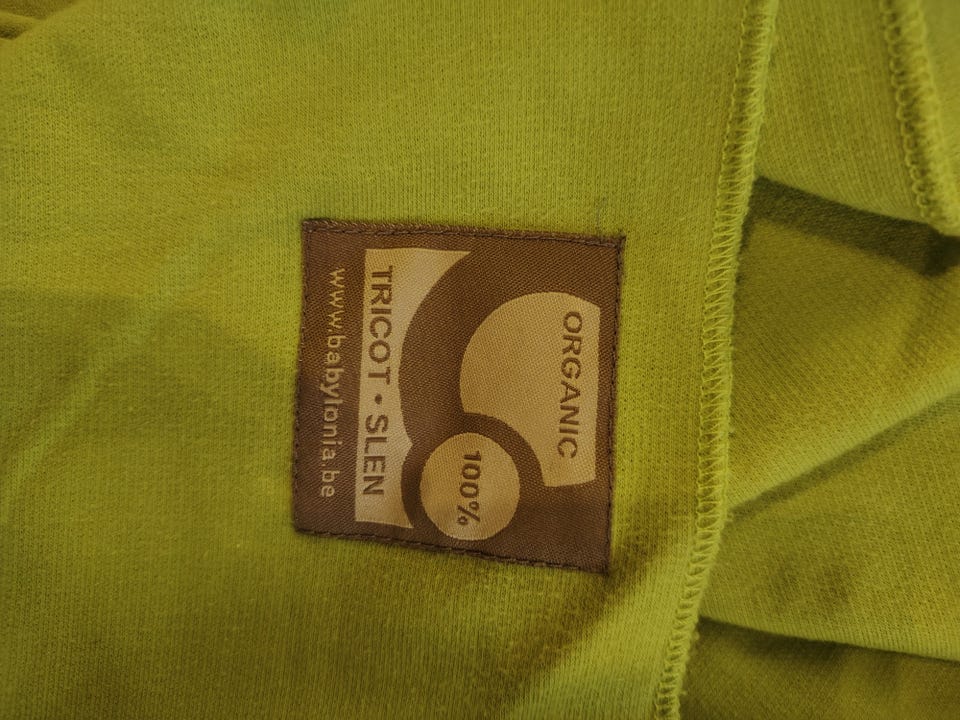 ORGANIC
100%
TRICOT • SLEN
www.babylonia.be